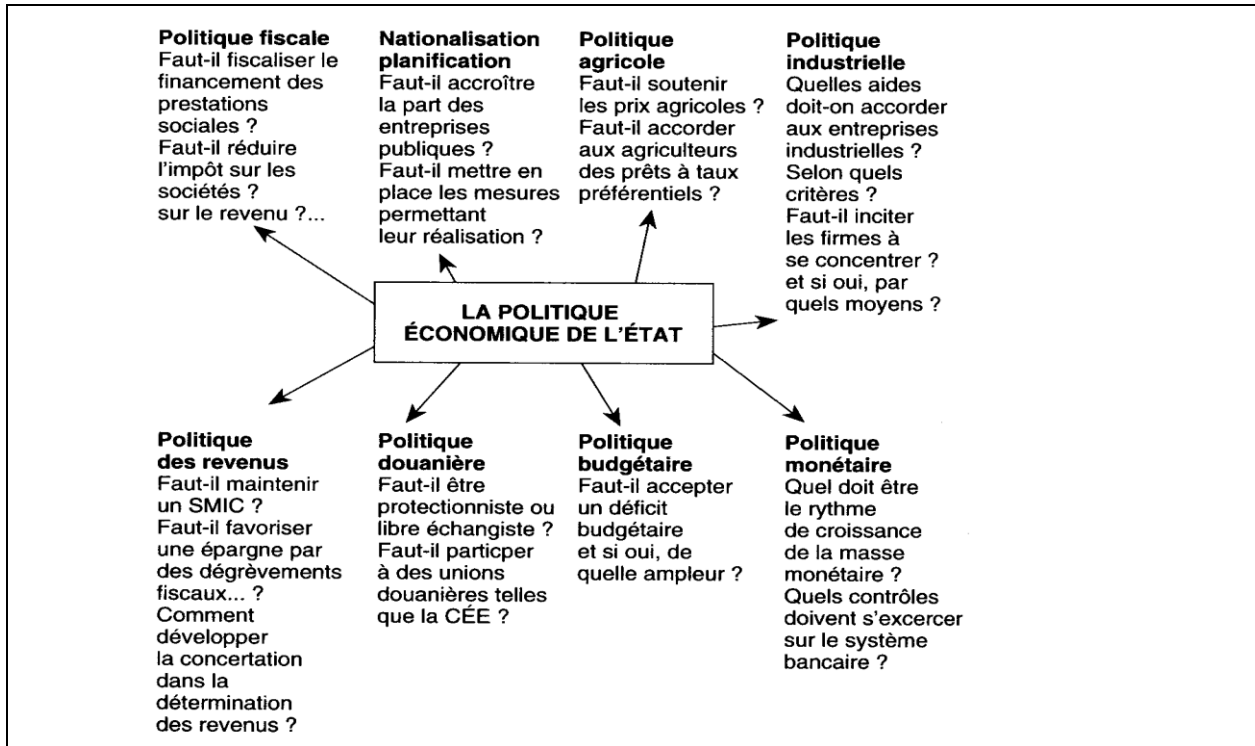 Politique fiscale
Faut-il fiscaliser le
financement des
prestations
sociales ?
Faut-il réduire
l'impôt sur les
sociétés ?
sur le revenu ?...
Nationalisation
planification
Faut-il accroître
la part des
entreprises
publiques ?
Faut-il mettre en
place les mesures
permettant
leur réalisation ?
Politique
agricole
Faut-il soutenir
les prix agricoles ?
Faut-il accorder
aux agriculteurs
des prêts à taux
préférentiels ?
Politique
industrielle
Quelles aides
doit-on accorder
aux entreprises
industrielles ?
Selon quels
critères ?
Faut-il inciter
les firmes à
se concentrer ?
et si oui, par
quels moyens ?
LA POLITIQUE
ÉCONOMIQUE DE L'ÉTAT
Politique
des revenus
Faut-il maintenir
un SMIC ?
Faut-il favoriser
une épargne par
des dégrèvements
fiscaux... ?
Comment
développer
la concertation
dans la
détermination
des revenus ?
Politique
douanière
Faut-il être
protectionniste ou
libre échangiste ?
Faut-il particper
à des unions
douanières telles
que la CÉE ?
Politique
budgétaire
Faut-il accepter
un déficit
budgétaire
et si oui, de
quelle ampleur ?
Politique
monétaire
Quel doit être
le rythme
de croissance
de la masse
monétaire ?
Quels contrôles
doivent s'excercer
sur le système
bancaire ?